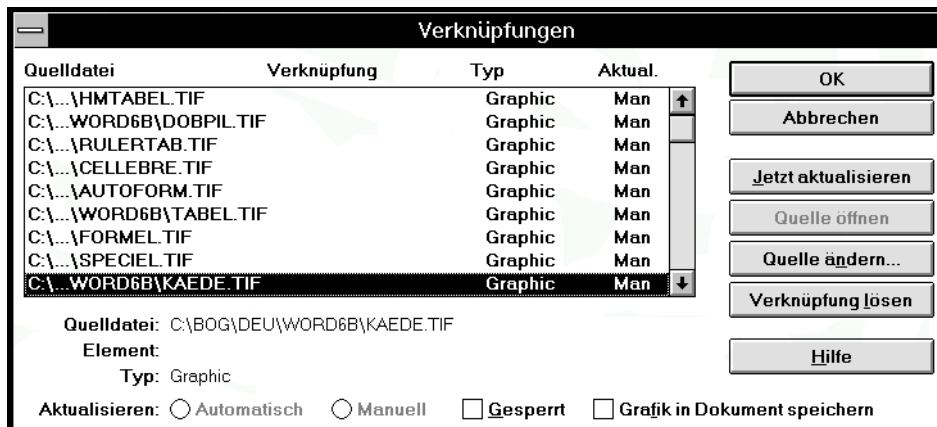 Verknüpfungen
Quelldatei Verknüpfung Typ Aktual.
C:\...\HMTABEL.TIF Graphic Man
C:\...WORD6B\DOBPIL.TIF Graphic Man
C:\...\RULERTAB.TIF Graphic Man
C:\...\CELLEBRE.TIF Graphic Man
C:\...\AUTOFORM.TIF Graphic Man
C:\...\WORD6B\TABEL.TIF Graphic Man
C:\...\FORMEL.TIF Graphic Man
C:\...\SPECIEL.TIF Graphic Man
C:\...WORD6B\KAEDE.TIF Graphic Man
OK
Abbrechen
Jetzt aktualisieren
Quelle öffnen
Quelle ändern...
Verknüpfung lösen
Hilfe
Quelldatei: C:\BOG\DEU\WORD6B\KAEDE.TIF
Element:
Typ: Graphic
Aktualisieren: Automatisch Manuell Gesperrt Grafik in Dokument speichern